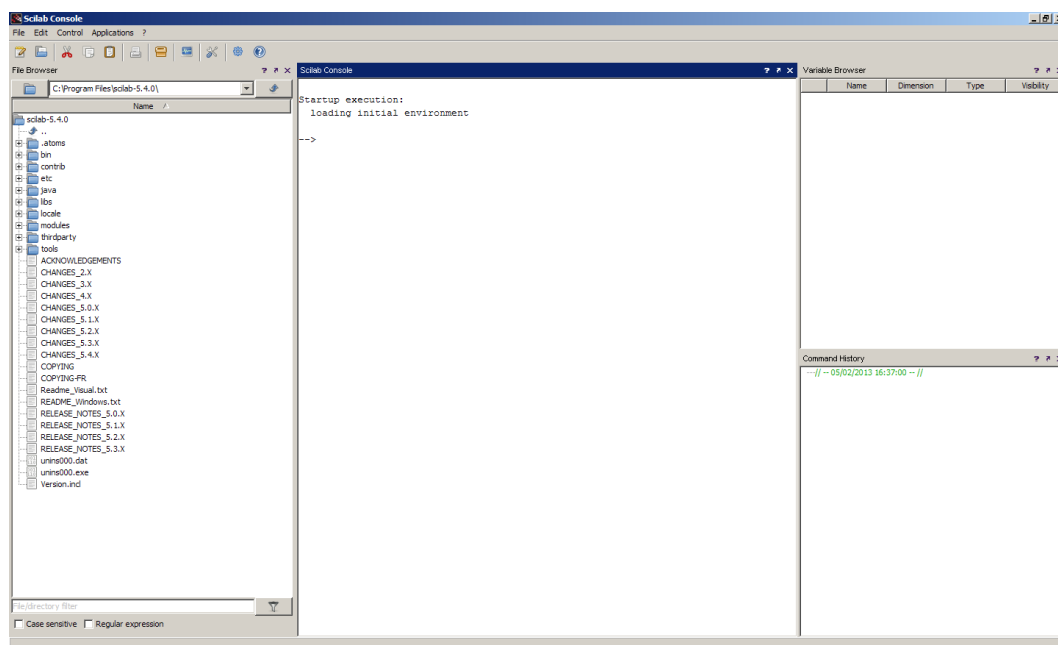 Scilab Console
File Edit Control Applications ?
File Browser
C:\Program Files\scilab-5.4.0\
Name
scilab-5.4.0
..
.atoms
bin
contrib
etc
java
libs
locale
modules
thirdparty
tools
ACKNOWLEDGEMENTS
CHANGES_2.X
CHANGES_3.X
CHANGES_4.X
CHANGES_5.0.X
CHANGES_5.1.X
CHANGES_5.2.X
CHANGES_5.3.X
CHANGES_5.4.X
COPYING
COPYING-FR
Readme_Visual.txt
README_Windows.txt
RELEASE_NOTES_5.0.X
RELEASE_NOTES_5.1.X
RELEASE_NOTES_5.2.X
RELEASE_NOTES_5.3.X
unins000.dat
unins000.exe
Version.incl
File/directory filter
Case sensitive Regular expression
Scilab Console
Startup execution:
loading initial environment
-->
Variable Browser
Name Dimension Type Visibility
Command History
// -- 05/02/2013 16:37:00 -- //